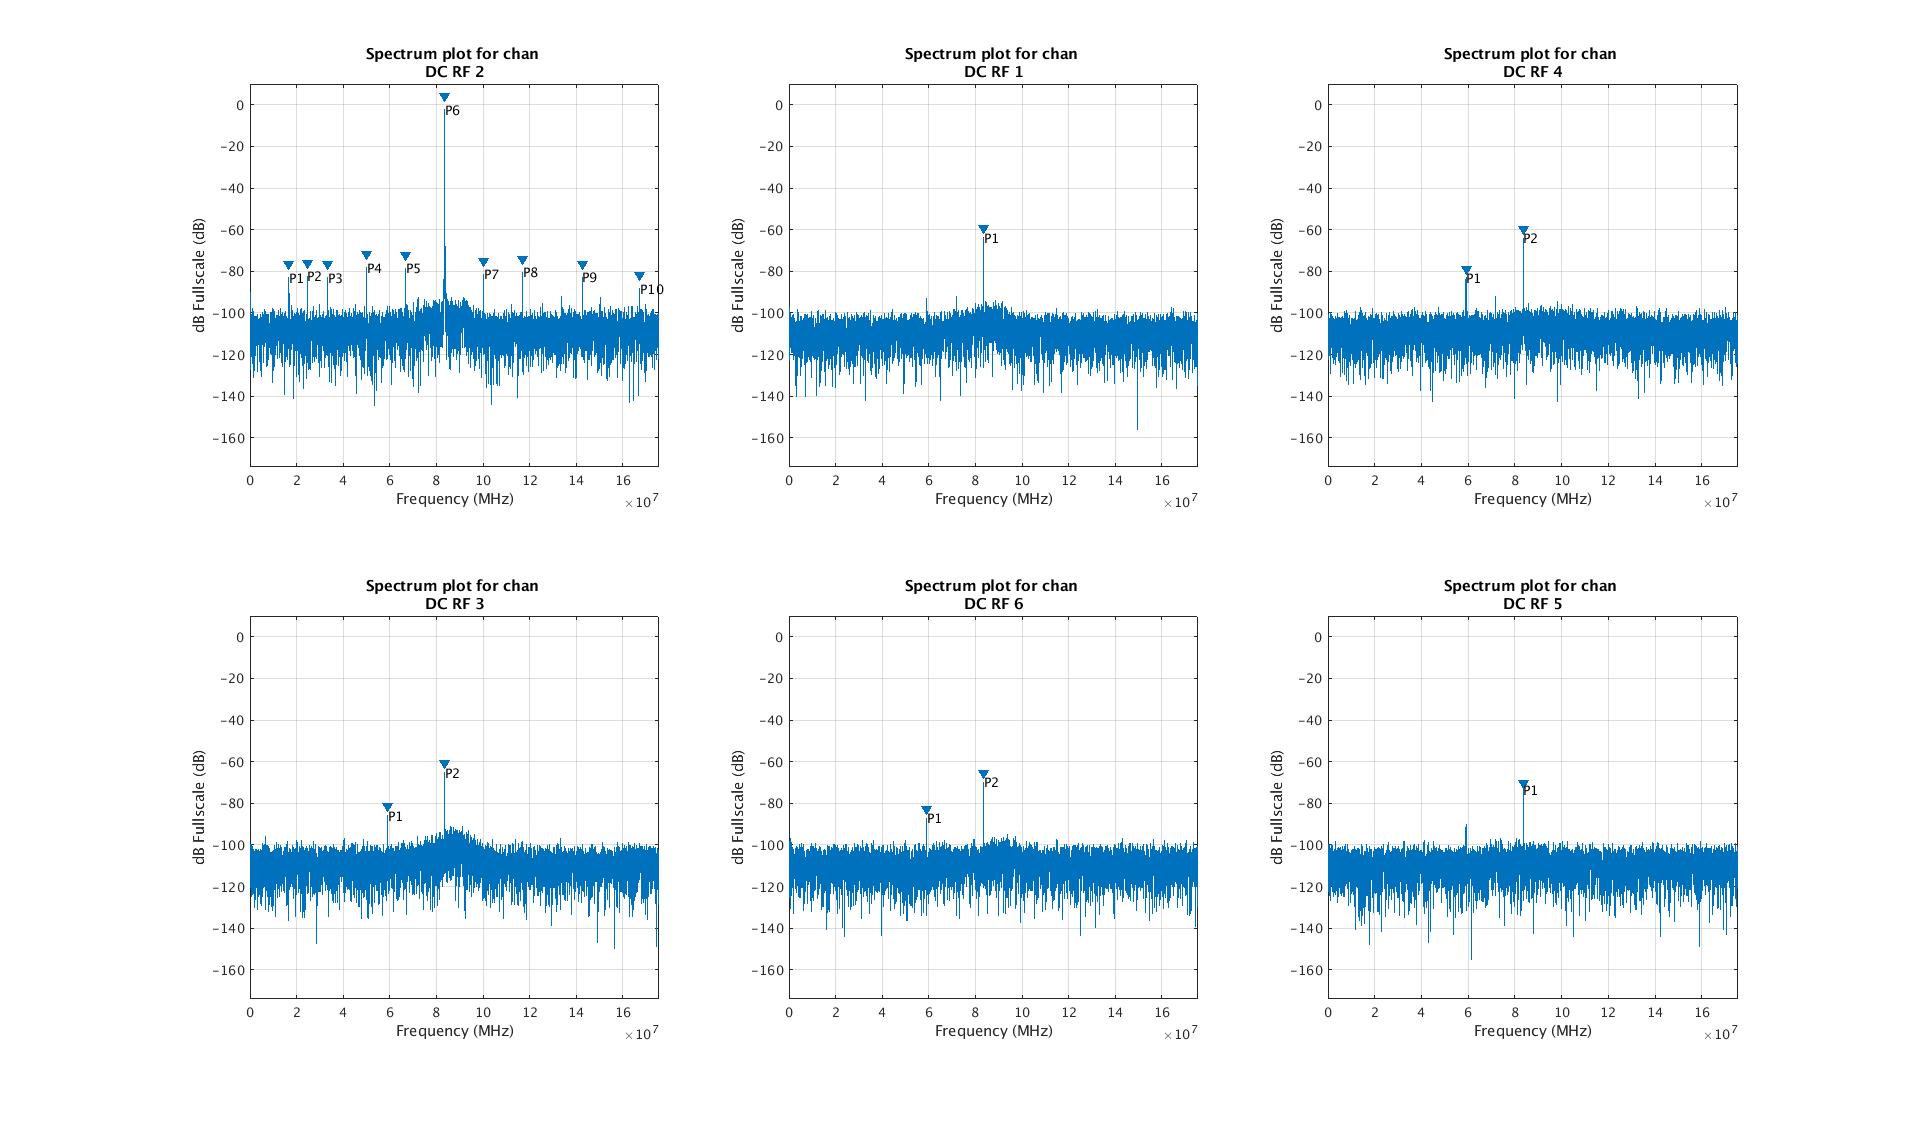 Spectrum plot for chan
DC RF 2
dB Fullscale (dB)
0
-20
-40
-60
-80
-100
-120
-140
-160
P1
P2
P3
P4
P5
P6
P7
P8
P9
P10
0 2 4 6 8 10 12 14 16
Frequency (MHz)
×10^7
Spectrum plot for chan
DC RF 1
dB Fullscale (dB)
0
-20
-40
-60
-80
-100
-120
-140
-160
P1
0 2 4 6 8 10 12 14 16
Frequency (MHz)
×10^7
Spectrum plot for chan
DC RF 4
dB Fullscale (dB)
0
-20
-40
-60
-80
-100
-120
-140
-160
P1
P2
0 2 4 6 8 10 12 14 16
Frequency (MHz)
×10^7
Spectrum plot for chan
DC RF 3
dB Fullscale (dB)
0
-20
-40
-60
-80
-100
-120
-140
-160
P1
P2
0 2 4 6 8 10 12 14 16
Frequency (MHz)
×10^7
Spectrum plot for chan
DC RF 6
dB Fullscale (dB)
0
-20
-40
-60
-80
-100
-120
-140
-160
P1
P2
0 2 4 6 8 10 12 14 16
Frequency (MHz)
×10^7
Spectrum plot for chan
DC RF 5
dB Fullscale (dB)
0
-20
-40
-60
-80
-100
-120
-140
-160
P1
0 2 4 6 8 10 12 14 16
Frequency (MHz)
×10^7